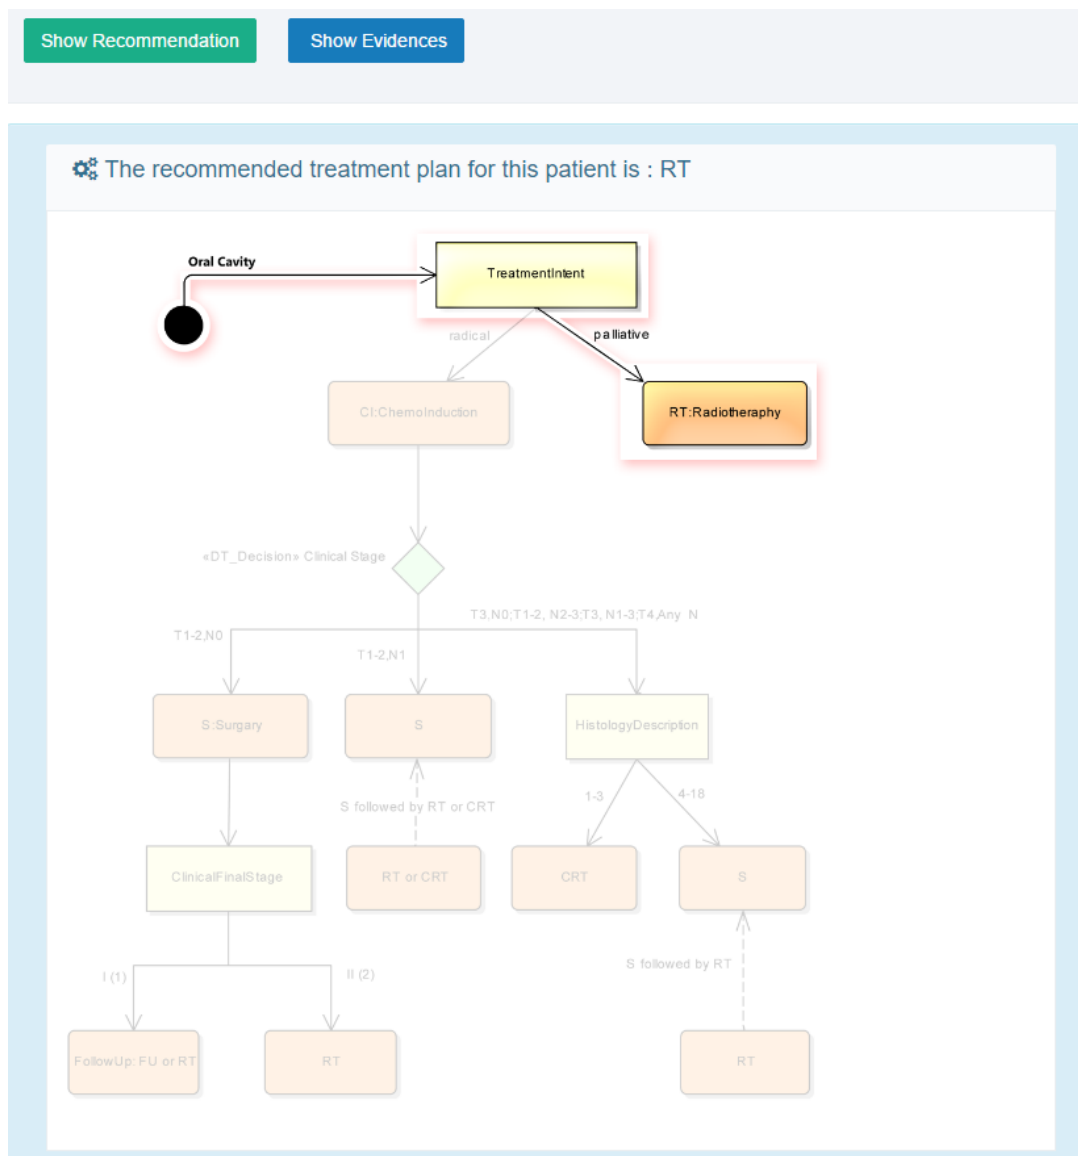 Show Recommendation
Show Evidences
The recommended treatment plan for this patient is : RT
Oral Cavity
TreatmentIntent
radical
palliative
CI:ChemoInduction
RT:Radiotheraphy
«DT_Decision» Clinical Stage
T3,N0;T1-2, N2-3;T3, N1-3;T4,Any N
T1-2,N0
T1-2,N1
S:Surgary
S
HistologyDescription
S followed by RT or CRT
1-3
4-18
ClinicalFinalStage
RT or CRT
CRT
S
S followed by RT
I (1)
II (2)
FollowUp: FU or RT
RT
RT